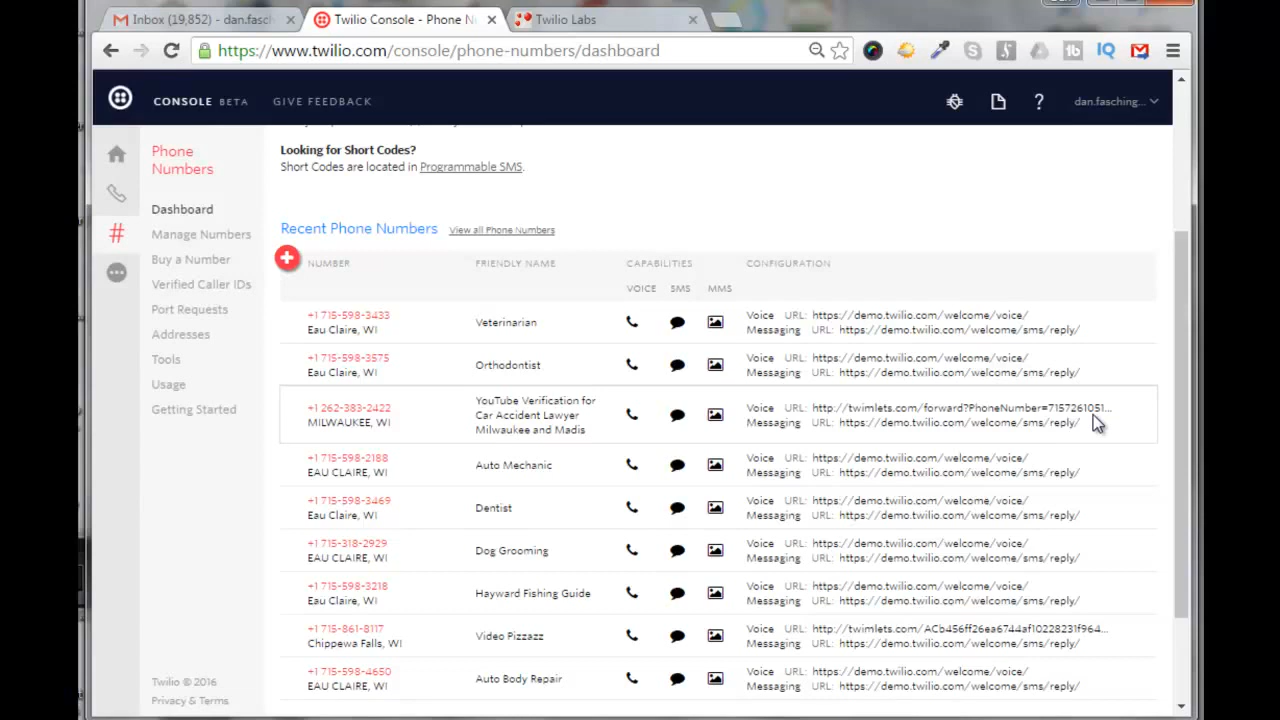 Inbox (19,852) - dan.fasch
Twilio Console - Phone N
Twilio Labs
https://www.twilio.com/console/phone-numbers/dashboard
CONSOLE BETA GIVE FEEDBACK
? dan.fasching...
Phone
Numbers
Dashboard
Manage Numbers
Buy a Number
Verified Caller IDs
Port Requests
Addresses
Tools
Usage
Getting Started
Twilio © 2016
Privacy & Terms
Looking for Short Codes?
Short Codes are located in Programmable SMS.
Recent Phone Numbers View all Phone Numbers
NUMBER FRIENDLY NAME CAPABILITIES CONFIGURATION
VOICE SMS MMS
+1 715-598-3433 Veterinarian Voice URL: https://demo.twilio.com/welcome/voice/
Eau Claire, WI Messaging URL: https://demo.twilio.com/welcome/sms/reply/
+1 715-598-3575 Orthodontist Voice URL: https://demo.twilio.com/welcome/voice/
Eau Claire, WI Messaging URL: https://demo.twilio.com/welcome/sms/reply/
YouTube Verification for
+1 262-383-2422 Car Accident Lawyer Voice URL: http://twimlets.com/forward?PhoneNumber=7157261051...
MILWAUKEE, WI Milwaukee and Madis Messaging URL: https://demo.twilio.com/welcome/sms/reply/
+1 715-598-2188 Auto Mechanic Voice URL: https://demo.twilio.com/welcome/voice/
EAU CLAIRE, WI Messaging URL: https://demo.twilio.com/welcome/sms/reply/
+1 715-598-3469 Dentist Voice URL: https://demo.twilio.com/welcome/voice/
Eau Claire, WI Messaging URL: https://demo.twilio.com/welcome/sms/reply/
+1 715-318-2929 Dog Grooming Voice URL: https://demo.twilio.com/welcome/voice/
EAU CLAIRE, WI Messaging URL: https://demo.twilio.com/welcome/sms/reply/
+1 715-598-3218 Hayward Fishing Guide Voice URL: https://demo.twilio.com/welcome/voice/
Eau Claire, WI Messaging URL: https://demo.twilio.com/welcome/sms/reply/
+1 715-861-8117 Video Pizzazz Voice URL: http://twimlets.com/ACb456ff26ea6744af10228231f964...
Chippewa Falls, WI Messaging URL: https://demo.twilio.com/welcome/sms/reply/
+1 715-598-4650 Auto Body Repair Voice URL: https://demo.twilio.com/welcome/voice/
EAU CLAIRE, WI Messaging URL: https://demo.twilio.com/welcome/sms/reply/